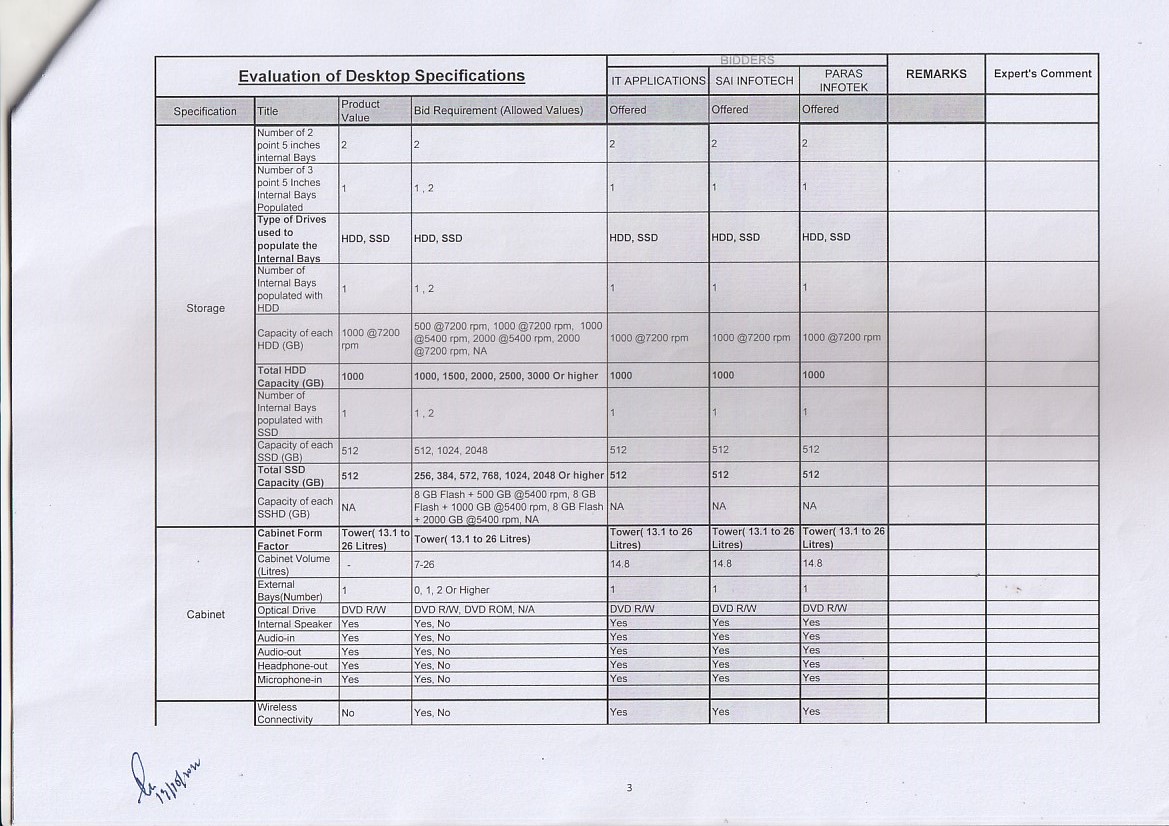 BIDDERS
Evaluation of Desktop Specifications IT APPLICATIONS SAI INFOTECH PARAS INFOTEK REMARKS Expert's Comment
Specification Title Product Value Bid Requirement (Allowed Values) Offered Offered Offered
Storage
Number of 2 point 5 inches internal Bays 2 2 2 2 2
Number of 3 point 5 Inches Internal Bays Populated 1 1 , 2 1 1 1
Type of Drives used to populate the Internal Bays HDD, SSD HDD, SSD HDD, SSD HDD, SSD HDD, SSD
Number of Internal Bays populated with HDD 1 1 , 2 1 1 1
Capacity of each HDD (GB) 1000 @7200 rpm 500 @7200 rpm, 1000 @7200 rpm, 1000 @5400 rpm, 2000 @5400 rpm, 2000 @7200 rpm, NA 1000 @7200 rpm 1000 @7200 rpm 1000 @7200 rpm
Total HDD Capacity (GB) 1000 1000, 1500, 2000, 2500, 3000 Or higher 1000 1000 1000
Number of Internal Bays populated with SSD 1 1 , 2 1 1 1
Capacity of each SSD (GB) 512 512, 1024, 2048 512 512 512
Total SSD Capacity (GB) 512 256, 384, 572, 768, 1024, 2048 Or higher 512 512 512
Capacity of each SSHD (GB) NA 8 GB Flash + 500 GB @5400 rpm, 8 GB Flash + 1000 GB @5400 rpm, 8 GB Flash + 2000 GB @5400 rpm, NA NA NA NA
Cabinet
Cabinet Form Factor Tower( 13.1 to 26 Litres) Tower( 13.1 to 26 Litres) Tower( 13.1 to 26 Litres) Tower( 13.1 to 26 Litres) Tower( 13.1 to 26 Litres)
Cabinet Volume (Litres) - 7-26 14.8 14.8 14.8
External Bays(Number) 1 0, 1, 2 Or Higher 1 1 1
Optical Drive DVD R/W DVD R/W, DVD ROM, N/A DVD R/W DVD R/W DVD R/W
Internal Speaker Yes Yes, No Yes Yes Yes
Audio-in Yes Yes, No Yes Yes Yes
Audio-out Yes Yes, No Yes Yes Yes
Headphone-out Yes Yes, No Yes Yes Yes
Microphone-in Yes Yes, No Yes Yes Yes
Wireless Connectivity No Yes, No Yes Yes Yes
3